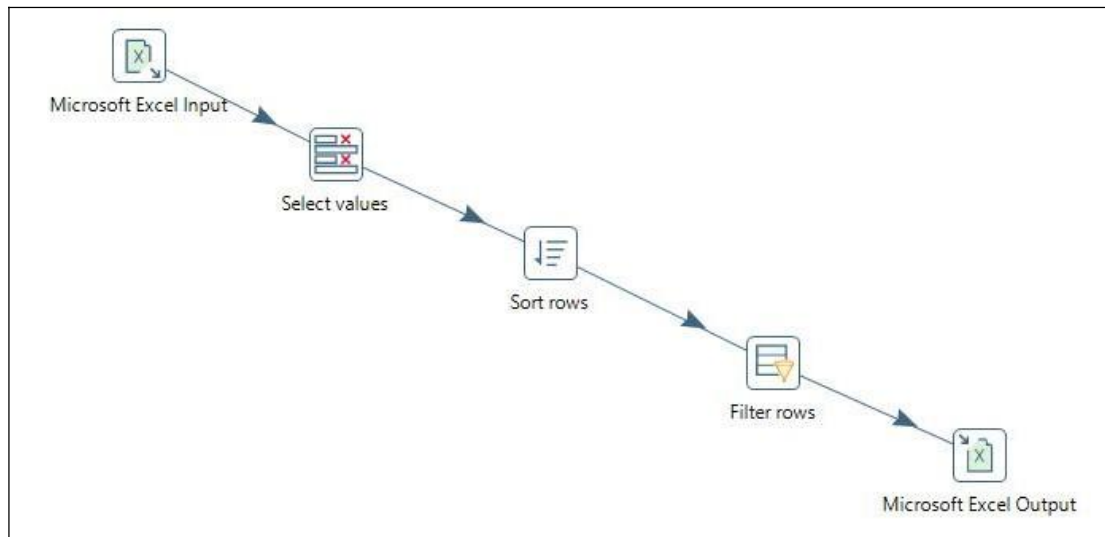 Microsoft Excel Input
Select values
Sort rows
Filter rows
Microsoft Excel Output